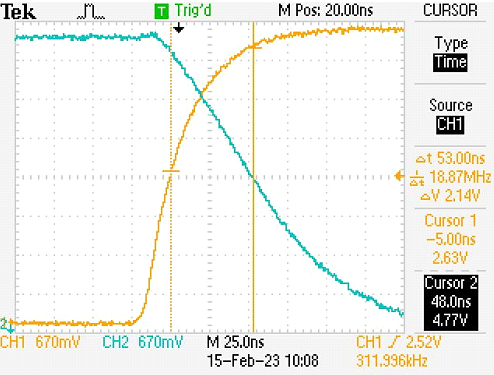 Tek T Trig'd M Pos: 20.00ns CURSOR
Type
Time
Source
CH1
Δt 53.00ns
1/Δt 18.87MHz
ΔV 2.14V
Cursor 1
-5.00ns
2.63V
Cursor 2
48.0ns
4.77V
2
CH1 670mV CH2 670mV M 25.0ns CH1 2.52V
15-Feb-23 10:08 311.996kHz